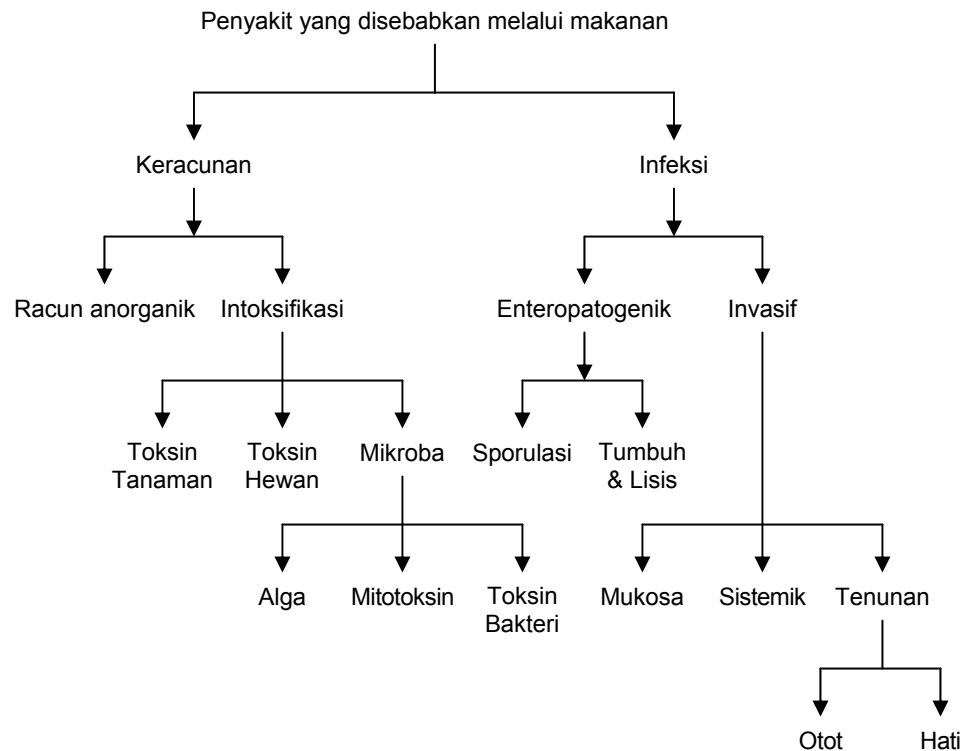 Penyakit yang disebabkan melalui makanan
Keracunan
Infeksi
Racun anorganik
Intoksifikasi
Enteropatogenik
Invasif
Toksin
Tanaman
Toksin
Hewan
Mikroba
Sporulasi
Tumbuh
& Lisis
Alga
Mitotoksin
Toksin
Bakteri
Mukosa
Sistemik
Tenunan
Otot
Hati